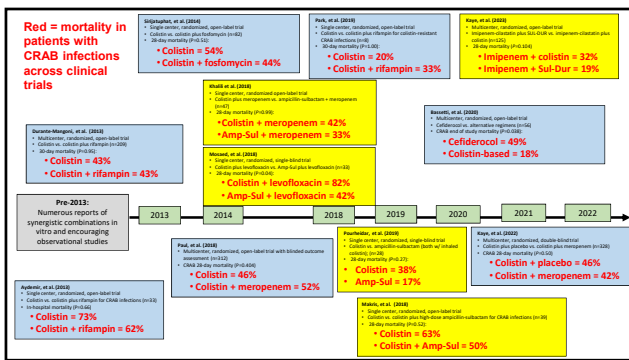 Red = mortality in
patients with
CRAB infections
across clinical
trials
Sirijatuphat, et al. (2014)
• Single center, randomized, open-label trial
• Colistin vs. colistin plus fosfomycin (n=82)
• 28-day mortality (P=0.51):
• Colistin = 54%
• Colistin + fosfomycin = 44%
Park, et al. (2019)
• Single center, randomized, open-label trial
• Colistin vs. colistin plus rifampin for colistin-resistant
CRAB infections (n=8)
• 30-day mortality (P=1.00):
• Colistin = 20%
• Colistin + rifampin = 33%
Kaye, et al. (2023)
• Multicenter, randomized, open-label trial
• Imipenem-cilastatin plus SUL-DUR vs. imipenem-cilastatin plus
colistin (n=125)
• 28-day mortality (P=0.104)
• Imipenem + colistin = 32%
• Imipenem + Sul-Dur = 19%
Khalili et al (2018)
• Single center, randomized open-label trial
• Colistin plus meropenem vs. ampicillin-sulbactam + meropenem
(n=47)
• 28-day mortality (P=0.99):
• Colistin + meropenem = 42%
• Amp-Sul + meropenem = 33%
Bassetti, et al. (2020)
• Multicenter, randomized, open-label trial
• Cefiderocol vs. alternative regimens (n=56)
• CRAB end of study mortality (P=0.038):
• Cefiderocol = 49%
• Colistin-based = 18%
Durante-Mangoni, et al. (2013)
• Multicenter, randomized, open-label trial
• Colistin vs. colistin plus rifampin (n=209)
• 30-day mortality (P=0.95):
• Colistin = 43%
• Colistin + rifampin = 43%
Mosaed, et al. (2018)
• Single center, randomized, single-blind trial
• Colistin plus levofloxacin vs. Amp-Sul plus levofloxacin (n=33)
• 28-day mortality (P=0.04):
• Colistin + levofloxacin = 82%
• Amp-Sul + levofloxacin = 42%
Pre-2013:
Numerous reports of
synergistic combinations in
vitro and encouraging
observational studies
2013
2014
2018
2019
2020
2021
2022
Paul, et al. (2018)
• Multicenter, randomized, open-label trial with blinded outcome
assessment (n=312)
• CRAB 28-day mortality (P=0.404)
• Colistin = 46%
• Colistin + meropenem = 52%
Pourheidar, et al. (2019)
• Single center, randomized, single-blind trial
• Colistin vs. ampicillin-sulbactam (both w/ inhaled
colistin) (n=28)
• 28-day mortality (P=0.27):
• Colistin = 38%
• Amp-Sul = 17%
Kaye, et al. (2022)
• Multicenter, randomized, double-blind trial
• Colistin plus placebo vs. colistin plus meropenem (n=328)
• CRAB 28-day mortality (P=0.50)
• Colistin + placebo = 46%
• Colistin + meropenem = 42%
Aydemir, et al. (2013)
• Single center, randomized, open-label trial
• Colistin vs. colistin plus rifampin for CRAB infections (n=33)
• In-hospital mortality (P=0.66)
• Colistin = 73%
• Colistin + rifampin = 62%
Makris, et al. (2018)
• Single center, randomized, open-label trial
• Colistin vs. colistin plus high-dose ampicillin-sulbactam for CRAB infections (n=39)
• 28-day mortality (P=0.52):
• Colistin = 63%
• Colistin + Amp-Sul = 50%